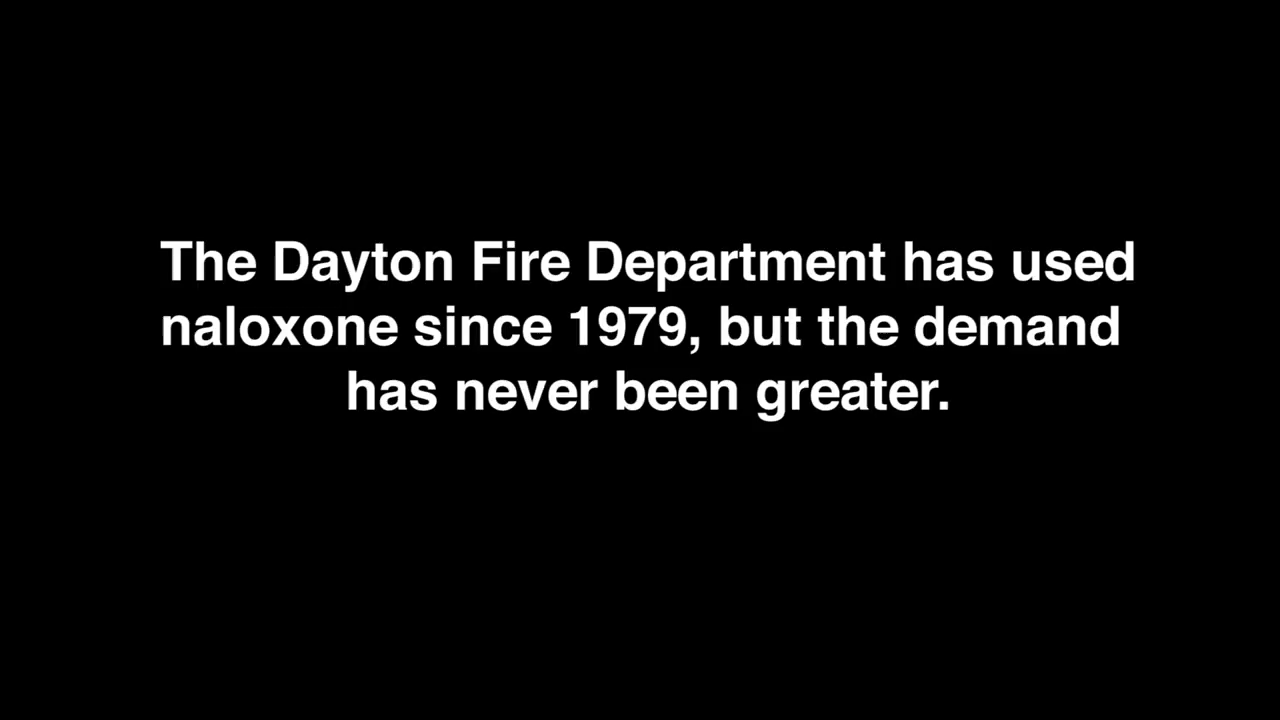 The Dayton Fire Department has used
naloxone since 1979, but the demand
has never been greater.